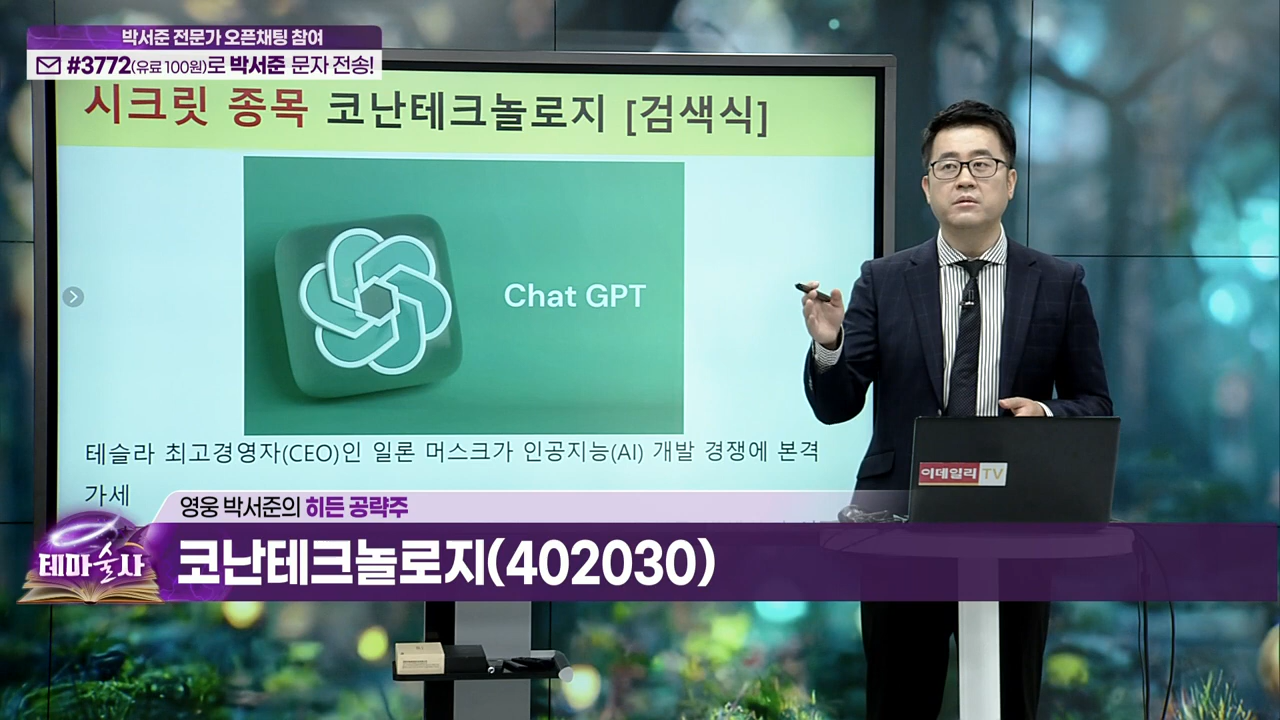 박서준 전문가 오픈채팅 참여
#3772(유료 100원)로 박서준 문자 전송!
시크릿 종목 코난테크놀로지 [검색식]
Chat GPT
테슬라 최고경영자(CEO)인 일론 머스크가 인공지능(AI) 개발 경쟁에 본격
가세
이데일리 TV
영웅 박서준의 히든 공략주
테마술사
코난테크놀로지(402030)